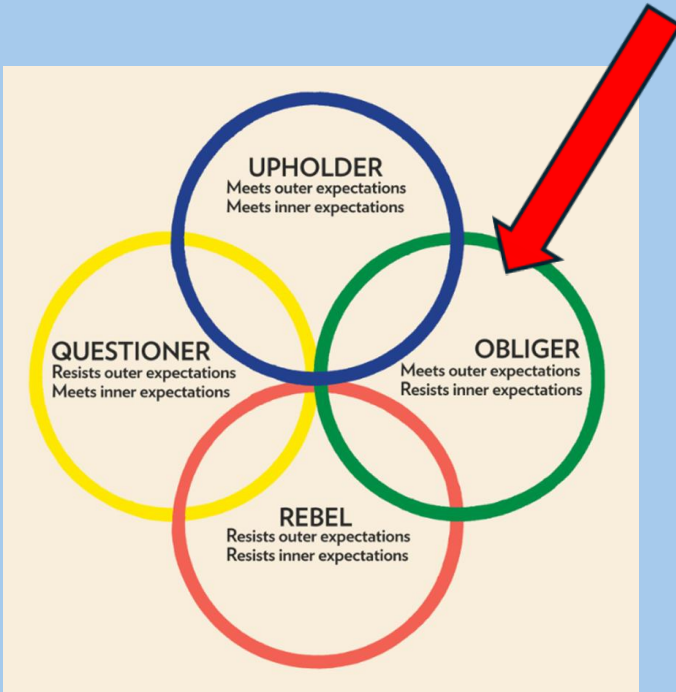 UPHOLDER
Meets outer expectations
Meets inner expectations
QUESTIONER
Resists outer expectations
Meets inner expectations
OBLIGER
Meets outer expectations
Resists inner expectations
REBEL
Resists outer expectations
Resists inner expectations